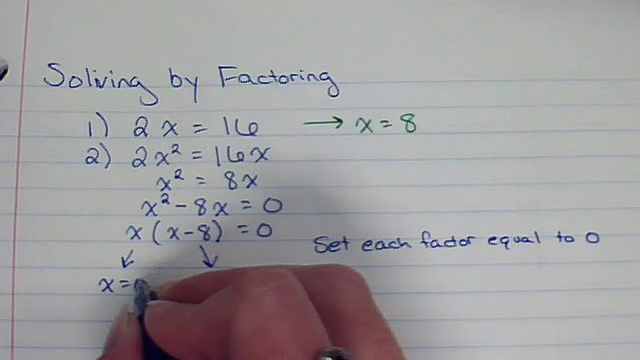 Solving by Factoring
1) 2x = 16 → x = 8
2) 2x² = 16x
x² = 8x
x² - 8x = 0
x(x-8) = 0 Set each factor equal to 0
x =